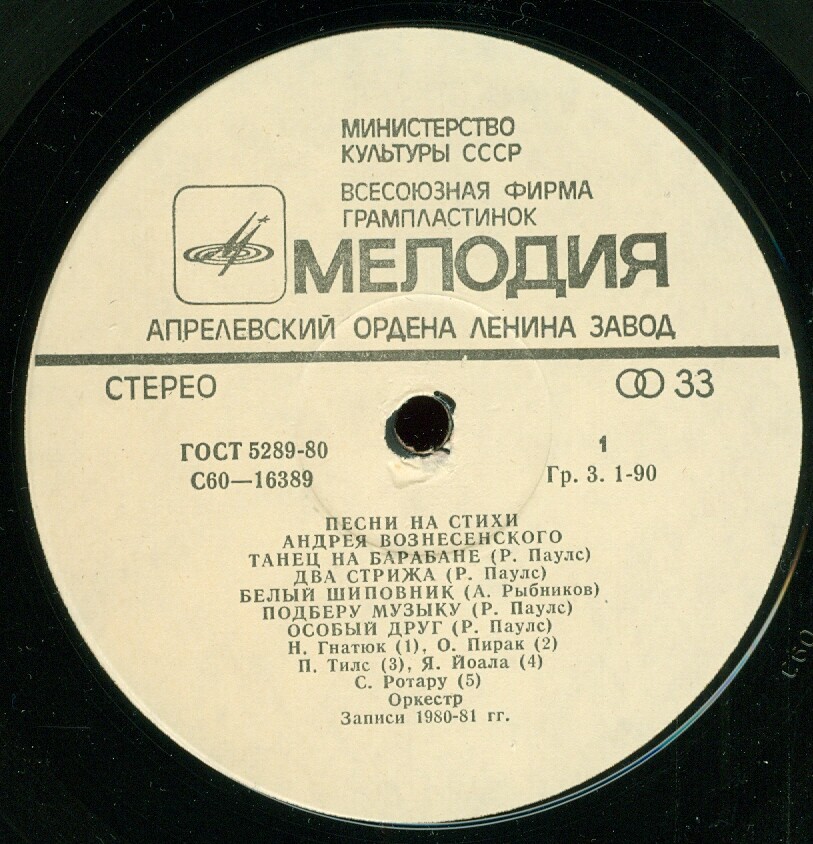 МИНИСТЕРСТВО
КУЛЬТУРЫ СССР
ВСЕСОЮЗНАЯ ФИРМА
ГРАМПЛАСТИНОК
МЕЛОДИЯ
АПРЕЛЕВСКИЙ ОРДЕНА ЛЕНИНА ЗАВОД
СТЕРЕО
33
ГОСТ 5289-80
С60—16389
1
Гр. 3. 1-90
ПЕСНИ НА СТИХИ
АНДРЕЯ ВОЗНЕСЕНСКОГО
ТАНЕЦ НА БАРАБАНЕ (Р. Паулс)
ДВА СТРИЖА (Р. Паулс)
БЕЛЫЙ ШИПОВНИК (А. Рыбников)
ПОДБЕРУ МУЗЫКУ (Р. Паулс)
ОСОБЫЙ ДРУГ (Р. Паулс)
Н. Гнатюк (1), О. Пирак (2)
П. Тилс (3), Я. Йоала (4)
С. Ротару (5)
Оркестр
Записи 1980-81 гг.
С60